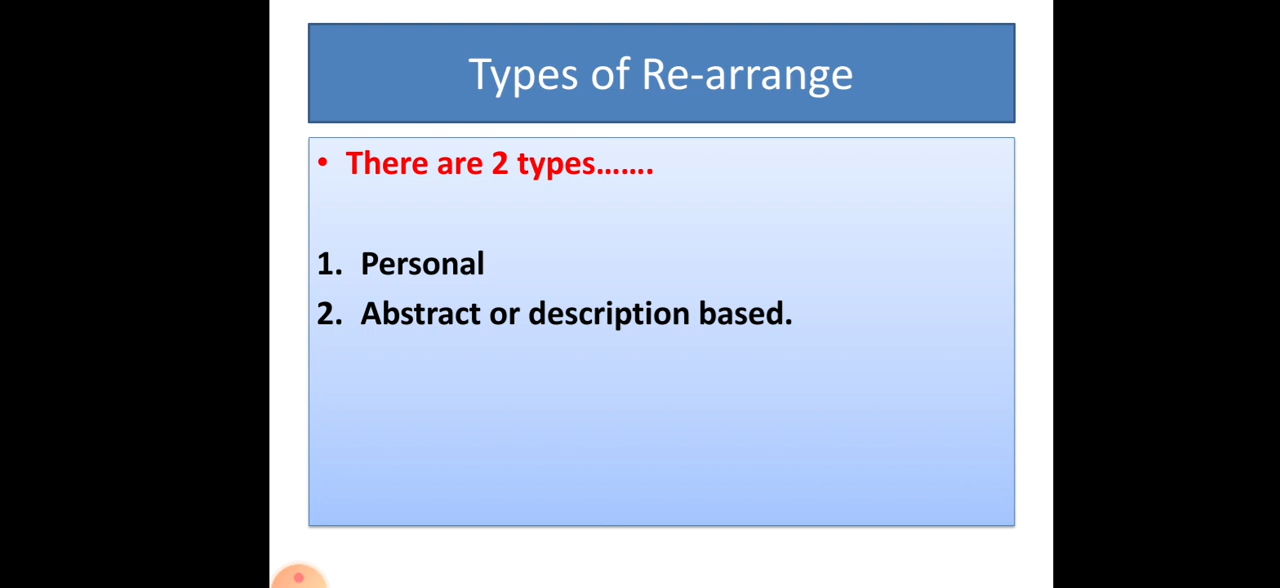 Types of Re-arrange
• There are 2 types…….
1. Personal
2. Abstract or description based.